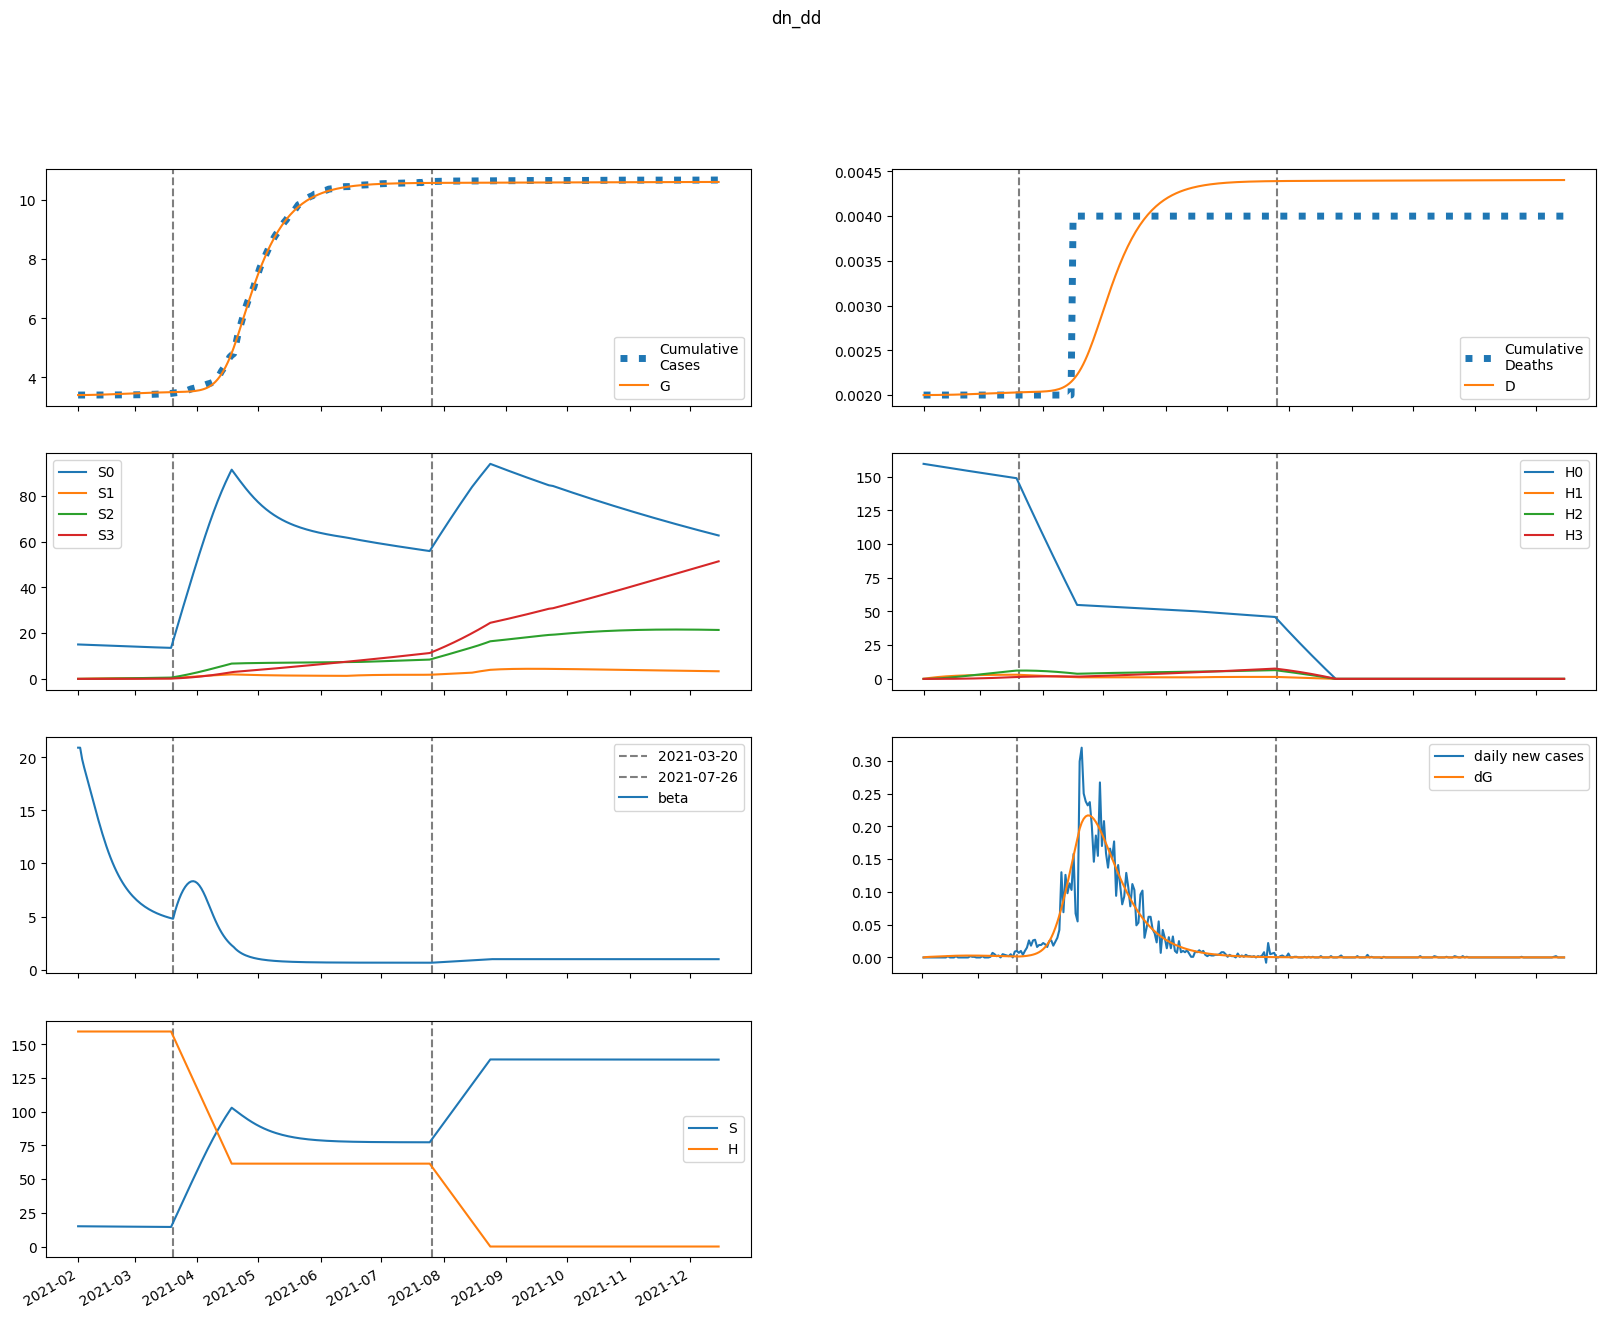 dn_dd
10
8
6
4
Cumulative
Cases
G
0.0045
0.0040
0.0035
0.0030
0.0025
0.0020
Cumulative
Deaths
D
80
60
40
20
0
S0
S1
S2
S3
150
125
100
75
50
25
0
H0
H1
H2
H3
20
15
10
5
0
2021-03-20
2021-07-26
beta
0.30
0.25
0.20
0.15
0.10
0.05
0.00
daily new cases
dG
150
125
100
75
50
25
0
S
H
2021-02
2021-03
2021-04
2021-05
2021-06
2021-07
2021-08
2021-09
2021-10
2021-11
2021-12